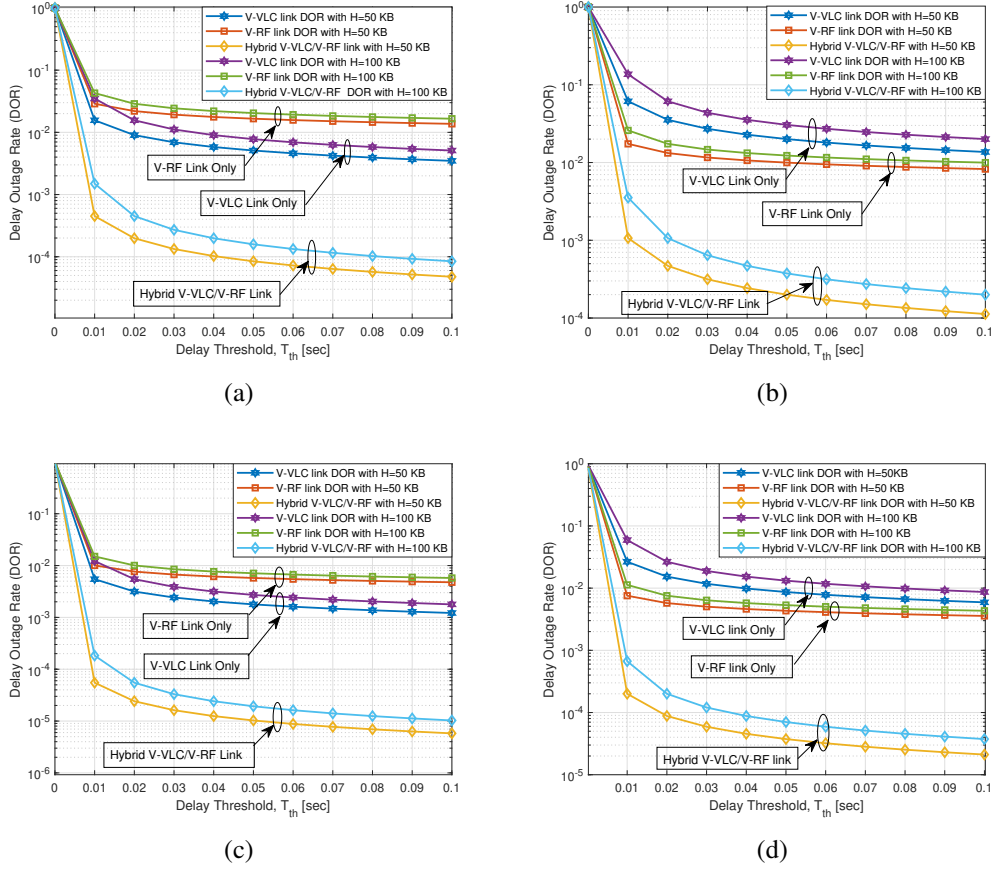 10^0
10^-1
10^-2
10^-3
10^-4
Delay Outage Rate (DOR)
V-VLC link DOR with H=50 KB
V-RF link DOR with H=50 KB
Hybrid V-VLC/V-RF link with H=50 KB
V-VLC link DOR with H=100 KB
V-RF link DOR with H=100 KB
Hybrid V-VLC/V-RF DOR with H=100 KB
V-RF Link Only
V-VLC Link Only
Hybrid V-VLC/V-RF Link
0 0.01 0.02 0.03 0.04 0.05 0.06 0.07 0.08 0.09 0.1
Delay Threshold, T_th [sec]
(a)
10^0
10^-1
10^-2
10^-3
10^-4
Delay Outage Rate (DOR)
V-VLC link DOR with H=50 KB
V-RF link DOR with H=50 KB
Hybrid V-VLC/V-RF link with H=50 KB
V-VLC link DOR with H=100 KB
V-RF link DOR with H=100 KB
Hybrid V-VLC/V-RF DOR with H=100 KB
V-VLC Link Only
V-RF Link Only
Hybrid V-VLC/V-RF Link
0 0.01 0.02 0.03 0.04 0.05 0.06 0.07 0.08 0.09 0.1
Delay Threshold, T_th [sec]
(b)
10^-1
10^-2
10^-3
10^-4
10^-5
10^-6
Delay Outage Rate (DOR)
V-VLC link DOR with H=50 KB
V-RF link DOR with H=50 KB
Hybrid V-VLC/V-RF with H=50 KB
V-VLC link DOR with H=100 KB
V-RF link DOR with H=100 KB
Hybrid V-VLC/V-RF with H=100 KB
V-RF Link Only
V-VLC Link Only
Hybrid V-VLC/V-RF Link
0 0.01 0.02 0.03 0.04 0.05 0.06 0.07 0.08 0.09 0.1
Delay Threshold, T_th [sec]
(c)
10^0
10^-1
10^-2
10^-3
10^-4
10^-5
Delay Outage Rate (DOR)
V-VLC link DOR with H=50KB
V-RF link DOR with H=50 KB
Hybrid V-VLC/V-RF link DOR with H=50 KB
V-VLC link DOR with H=100 KB
V-RF link DOR with H=100 KB
Hybrid V-VLC/V-RF link DOR with H=100 KB
V-VLC link Only
V-RF link Only
Hybrid V-VLC/V-RF link
0 0.01 0.02 0.03 0.04 0.05 0.06 0.07 0.08 0.09 0.1
Delay Threshold, T_th [sec]
(d)